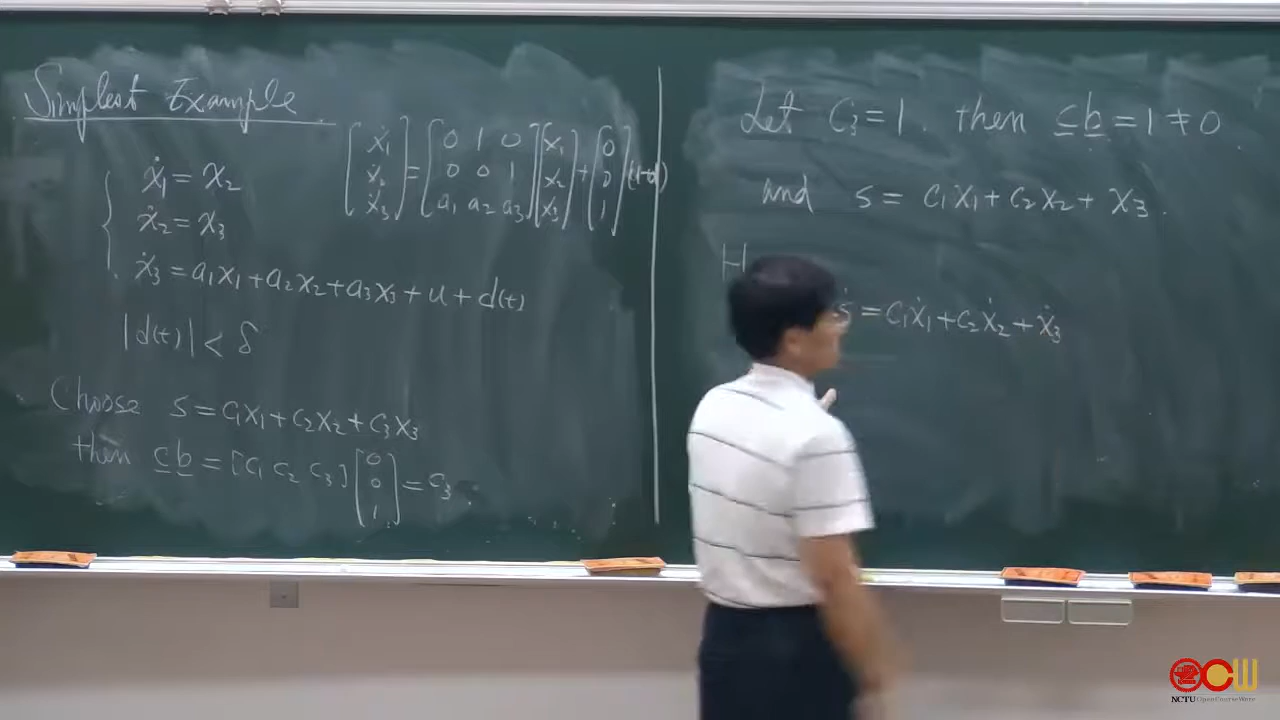 Simplest Example
ẋ₁ = x₂
ẋ₂ = x₃
ẋ₃ = a₁x₁ + a₂x₂ + a₃x₃ + u + d(t)
[ẋ₁ ẋ₂ ẋ₃] = [0 1 0; 0 0 1; a₁ a₂ a₃] [x₁ x₂ x₃] + [0 0 1] (u+d)
|d(t)| < δ
Choose s = c₁x₁ + c₂x₂ + c₃x₃
then c b = [c₁ c₂ c₃] [0 0 1] = c₃.
Let C₃ = 1. then c b = 1 ≠ 0
and s = c₁x₁ + c₂x₂ + x₃.
H
ṡ = c₁ẋ₁ + c₂ẋ₂ + ẋ₃
NCTU OpenCourseWare